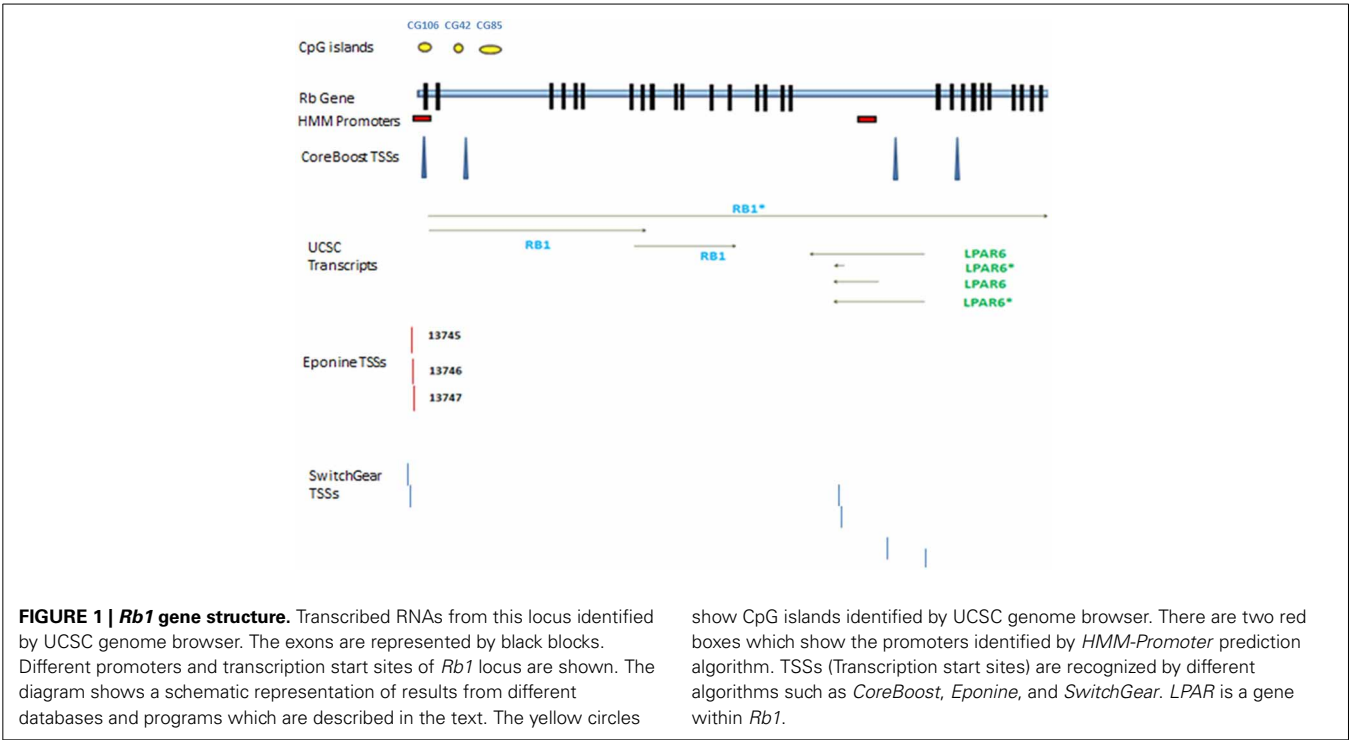 CG106 CG42 CG85
CpG islands
Rb Gene
HMM Promoters
CoreBoost TSSs
RB1*
RB1
RB1
UCSC
Transcripts
LPAR6
LPAR6*
LPAR6
LPAR6*
Eponine TSSs
13745
13746
13747
SwitchGear
TSSs
FIGURE 1 | Rb1 gene structure. Transcribed RNAs from this locus identified
by UCSC genome browser. The exons are represented by black blocks.
Different promoters and transcription start sites of Rb1 locus are shown. The
diagram shows a schematic representation of results from different
databases and programs which are described in the text. The yellow circles
show CpG islands identified by UCSC genome browser. There are two red
boxes which show the promoters identified by HMM-Promoter prediction
algorithm. TSSs (Transcription start sites) are recognized by different
algorithms such as CoreBoost, Eponine, and SwitchGear. LPAR is a gene
within Rb1.